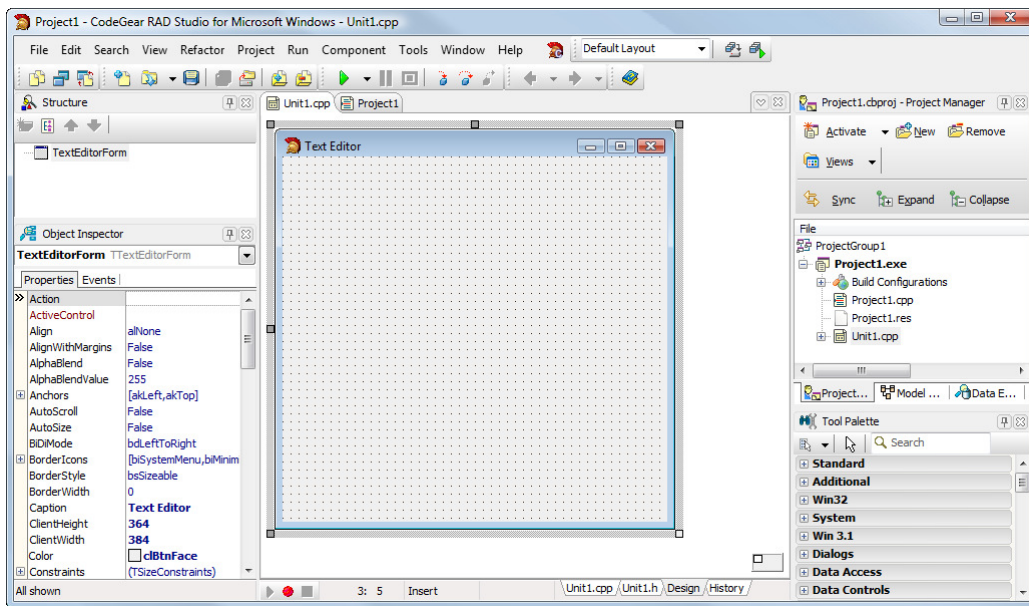 Project1 - CodeGear RAD Studio for Microsoft Windows - Unit1.cpp
File Edit Search View Refactor Project Run Component Tools Window Help
Default Layout
Structure
TextEditorForm
Object Inspector
TextEditorForm TTextEditorForm
Properties Events
Action
ActiveControl
Align alNone
AlignWithMargins False
AlphaBlend False
AlphaBlendValue 255
Anchors [akLeft,akTop]
AutoScroll False
AutoSize False
BiDiMode bdLeftToRight
BorderIcons [biSystemMenu,biMinim
BorderStyle bsSizeable
BorderWidth 0
Caption Text Editor
ClientHeight 364
ClientWidth 384
Color clBtnFace
Constraints (TSizeConstraints)
All shown
Unit1.cpp Project1
Text Editor
3: 5 Insert
Unit1.cpp Unit1.h Design History
Project1.cbproj - Project Manager
Activate New Remove
Views
Sync Expand Collapse
File
ProjectGroup1
Project1.exe
Build Configurations
Project1.cpp
Project1.res
Unit1.cpp
Project... Model ... Data E...
Tool Palette
Search
Standard
Additional
Win32
System
Win 3.1
Dialogs
Data Access
Data Controls